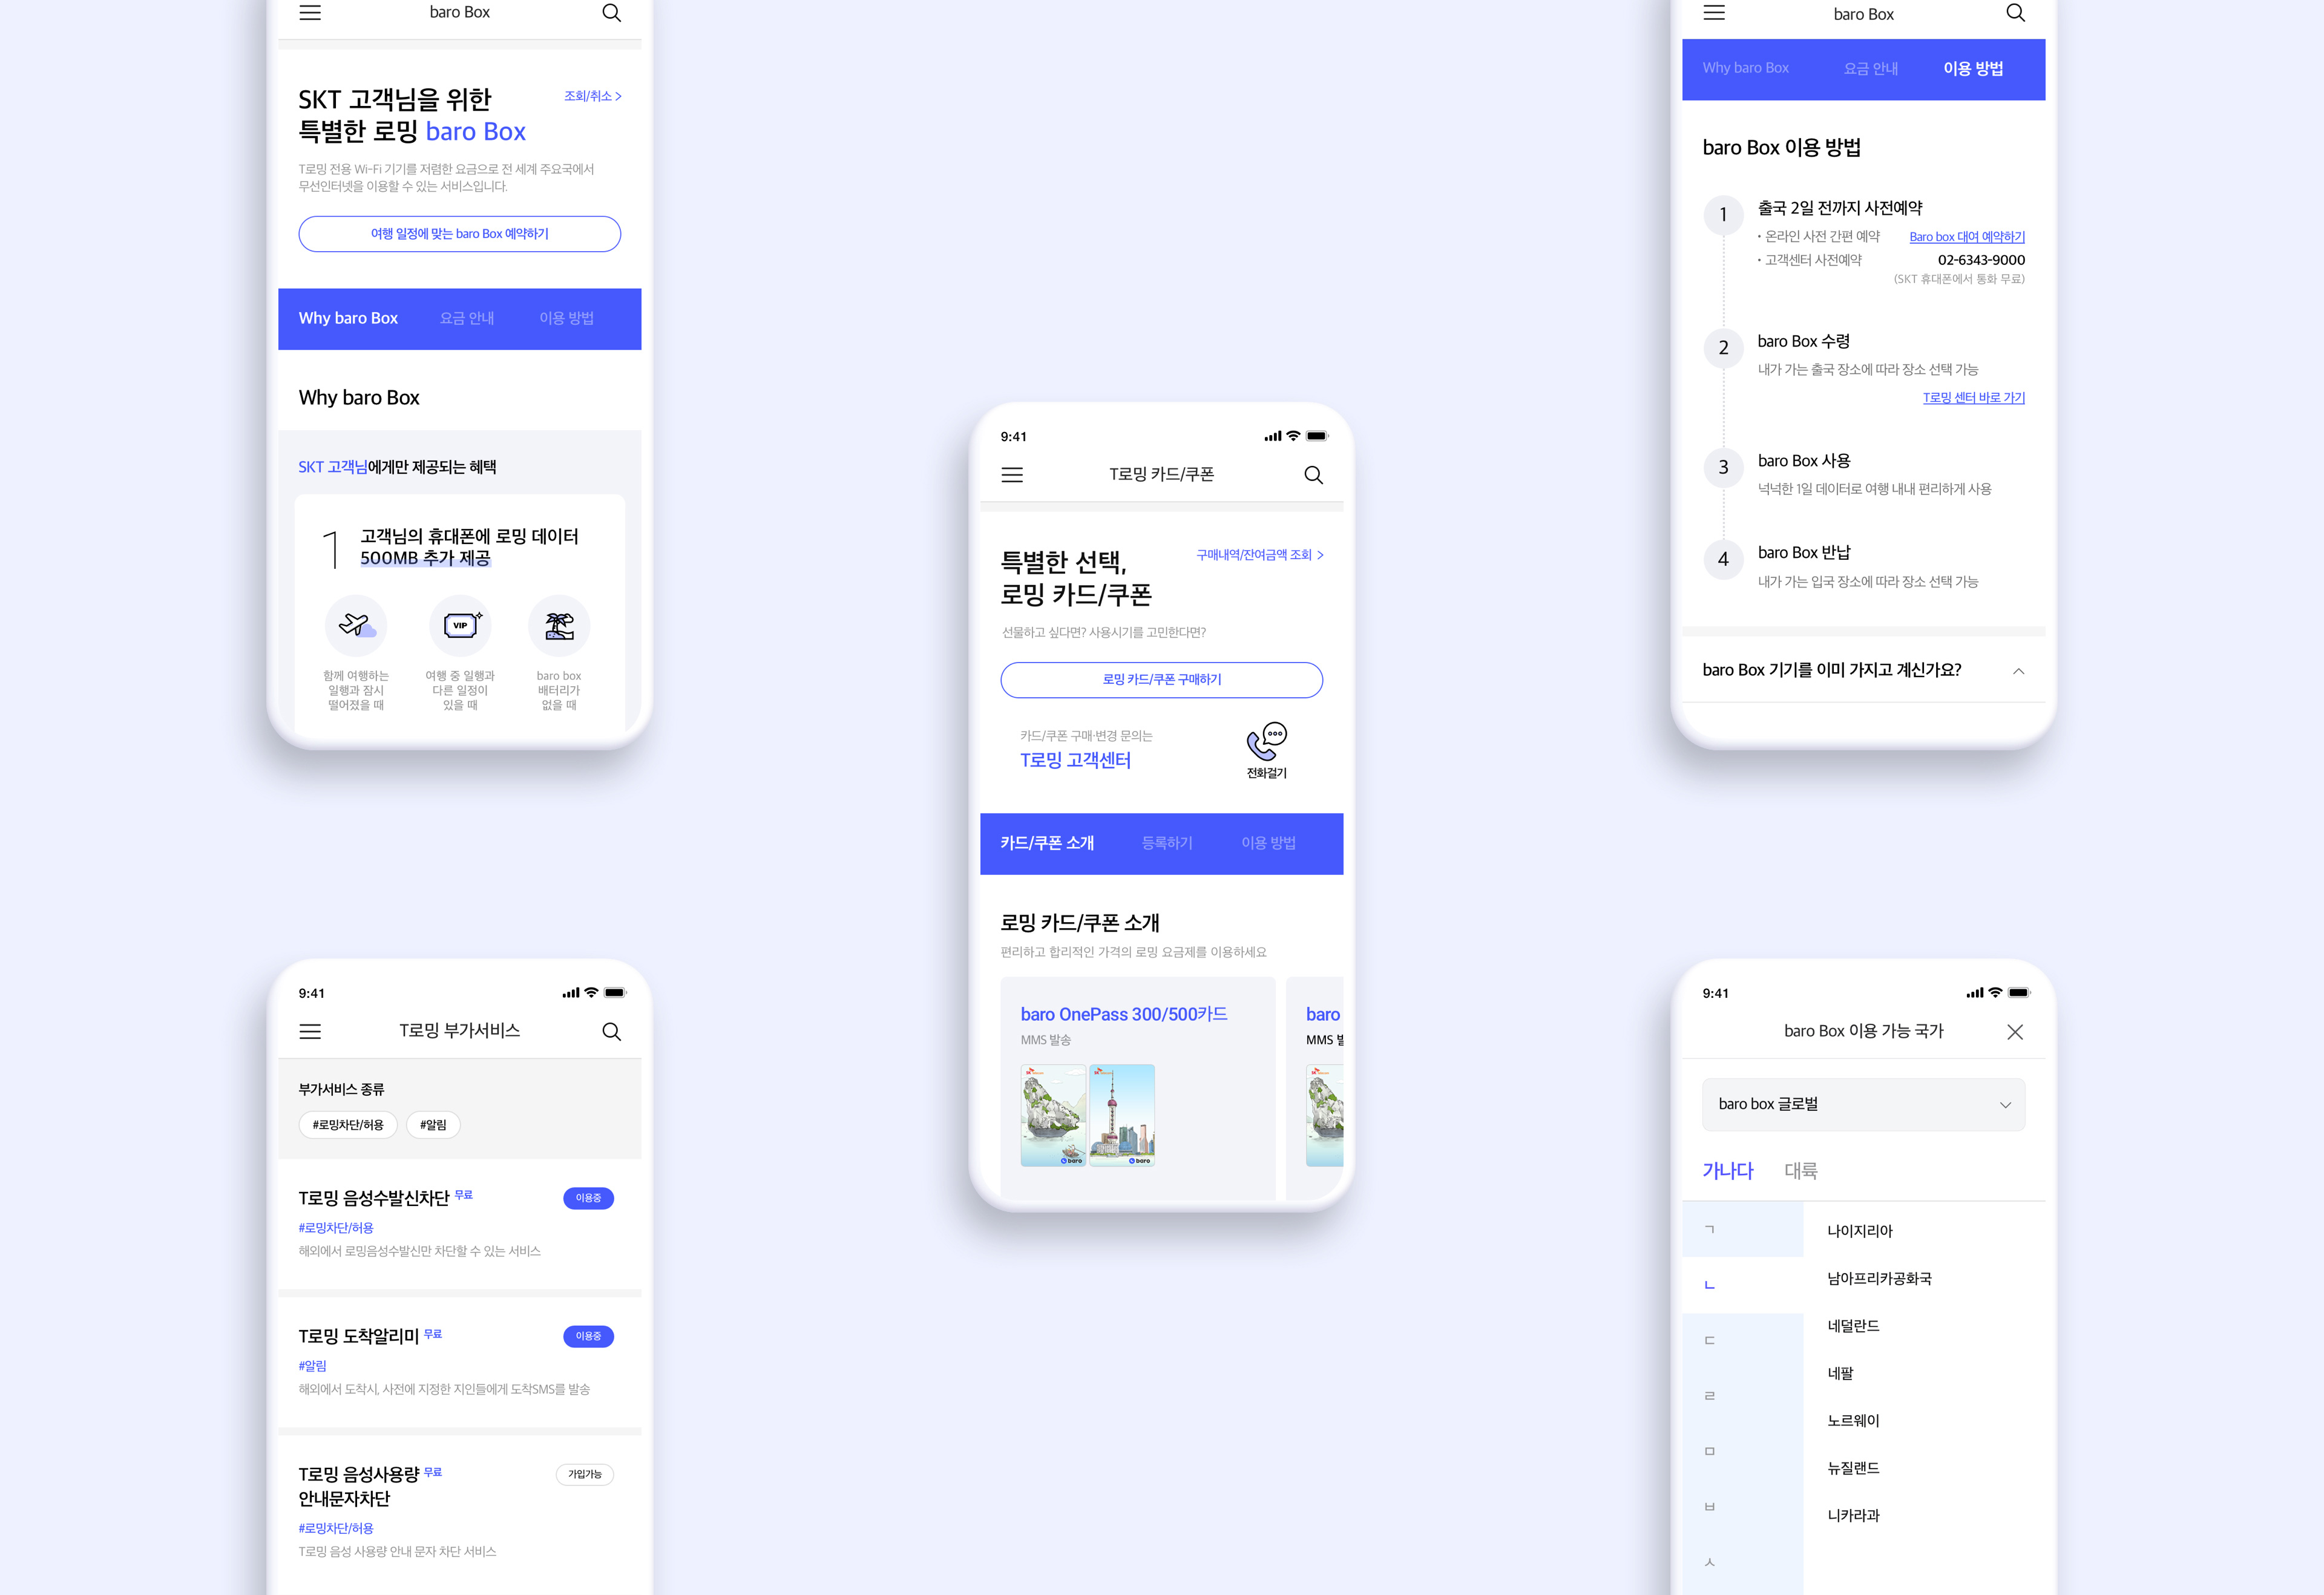 baro Box
SKT 고객님을 위한
특별한 로밍 baro Box
조회/취소 >
T로밍 전용 Wi-Fi 기기를 저렴한 요금으로 전 세계 주요국에서
무선인터넷을 이용할 수 있는 서비스입니다.
여행 일정에 맞는 baro Box 예약하기
Why baro Box 요금 안내 이용 방법
Why baro Box
SKT 고객님에게만 제공되는 혜택
1
고객님의 휴대폰에 로밍 데이터
500MB 추가 제공
VIP
함께 여행하는
일행과 잠시
떨어졌을 때
여행 중 일행과
다른 일정이
있을 때
baro box
배터리가
없을 때
9:41
T로밍 부가서비스
부가서비스 종류
#로밍차단/허용 #알림
T로밍 음성수발신차단 무료 이용중
#로밍차단/허용
해외에서 로밍음성수발신만 차단할 수 있는 서비스
T로밍 도착알리미 무료 이용중
#알림
해외에서 도착시, 사전에 지정한 지인들에게 도착SMS를 발송
T로밍 음성사용량 무료 가입가능
안내문자차단
#로밍차단/허용
T로밍 음성 사용량 안내 문자 차단 서비스
9:41
T로밍 카드/쿠폰
특별한 선택,
로밍 카드/쿠폰
구매내역/잔여금액 조회 >
선물하고 싶다면? 사용시기를 고민한다면?
로밍 카드/쿠폰 구매하기
카드/쿠폰 구매·변경 문의는
T로밍 고객센터
전화걸기
카드/쿠폰 소개 등록하기 이용 방법
로밍 카드/쿠폰 소개
편리하고 합리적인 가격의 로밍 요금제를 이용하세요
baro OnePass 300/500카드
MMS 발송
baro
baro
baro
MMS
baro Box
Why baro Box 요금 안내 이용 방법
baro Box 이용 방법
1
출국 2일 전까지 사전예약
• 온라인 사전 간편 예약 Baro box 대여 예약하기
• 고객센터 사전예약 02-6343-9000
(SKT 휴대폰에서 통화 무료)
2
baro Box 수령
내가 가는 출국 장소에 따라 장소 선택 가능
T로밍 센터 바로 가기
3
baro Box 사용
넉넉한 1일 데이터로 여행 내내 편리하게 사용
4
baro Box 반납
내가 가는 입국 장소에 따라 장소 선택 가능
baro Box 기기를 이미 가지고 계신가요?
9:41
baro Box 이용 가능 국가
baro box 글로벌
가나다 대륙
ㄱ
ㄴ
ㄷ
ㄹ
ㅁ
ㅂ
ㅅ
나이지리아
남아프리카공화국
네덜란드
네팔
노르웨이
뉴질랜드
니카라과